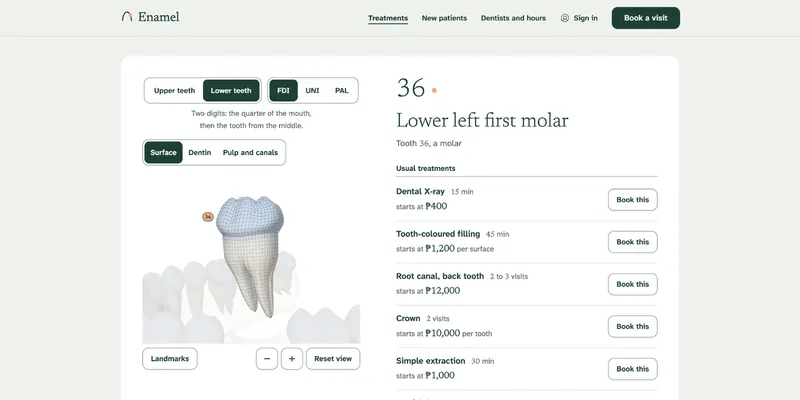 Enamel
Treatments
New patients
Dentists and hours
Sign in
Book a visit
Upper teeth
Lower teeth
FDI
UNI
PAL
Two digits: the quarter of the mouth,
then the tooth from the middle.
Surface
Dentin
Pulp and canals
36
Landmarks
−
+
Reset view
36
Lower left first molar
Tooth 36, a molar
Usual treatments
Dental X-ray 15 min
starts at ₱400
Book this
Tooth-coloured filling 45 min
starts at ₱1,200 per surface
Book this
Root canal, back tooth 2 to 3 visits
starts at ₱12,000
Book this
Crown 2 visits
starts at ₱10,000 per tooth
Book this
Simple extraction 30 min
starts at ₱1,000
Book this